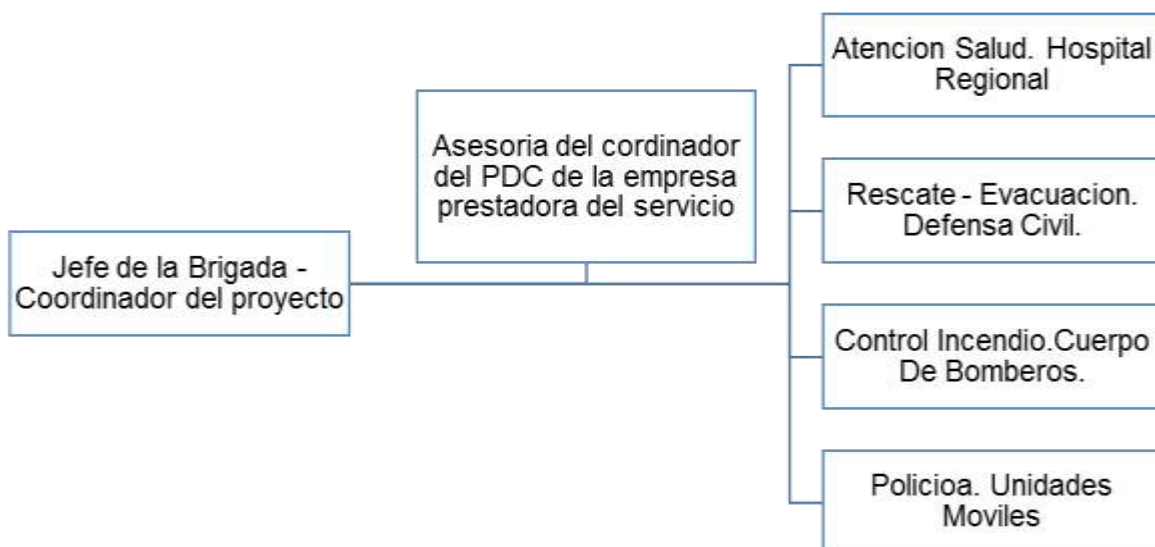 Jefe de la Brigada -
Coordinador del proyecto
Asesoria del cordinador
del PDC de la empresa
prestadora del servicio
Atencion Salud. Hospital
Regional
Rescate - Evacuacion.
Defensa Civil.
Control Incendio.Cuerpo
De Bomberos.
Policioa. Unidades
Moviles